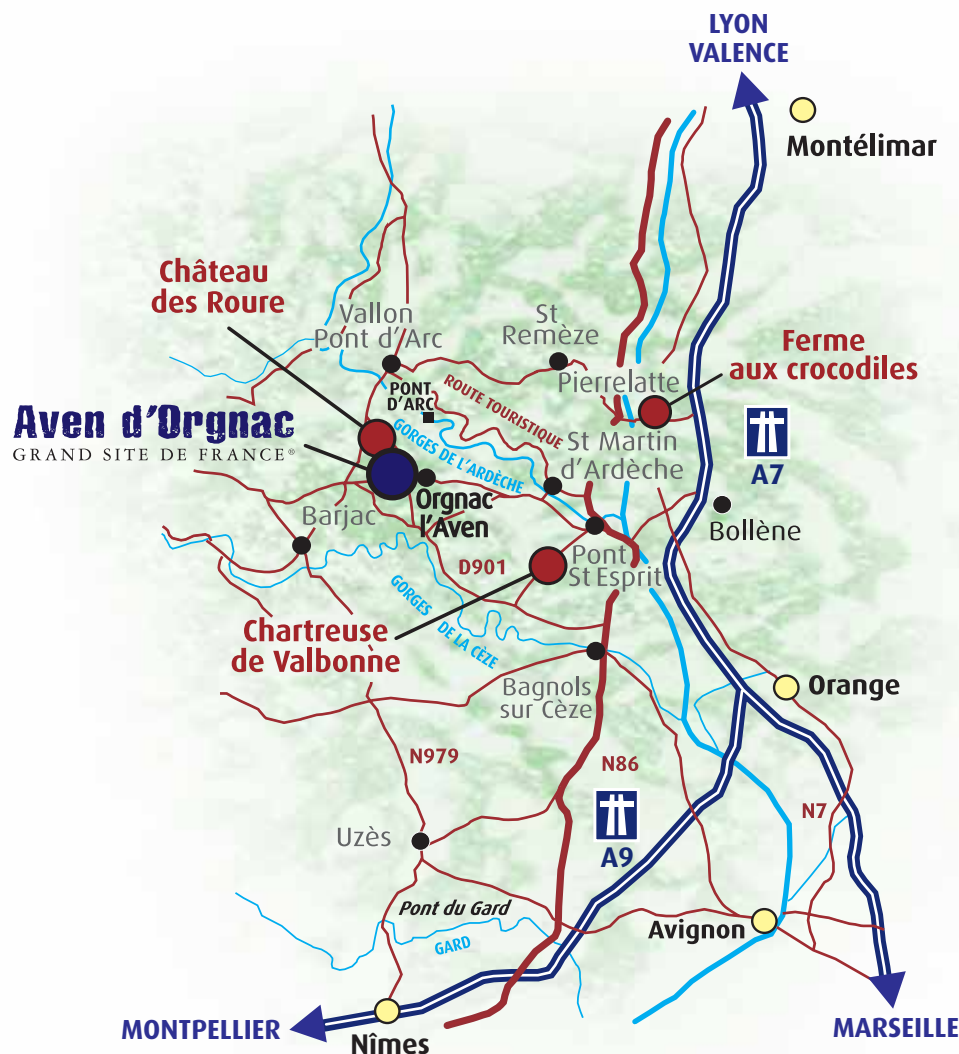 LYON
VALENCE
Montélimar
Château
des Roure
Vallon
Pont d'Arc
St
Remèze
Ferme
aux crocodiles
Pierrelatte
PONT
D'ARC
ROUTE TOURISTIQUE
Aven d'Orgnac
GRAND SITE DE FRANCE®
GORGES DE L'ARDÈCHE
St Martin
d'Ardèche
A7
Orgnac
l'Aven
Barjac
Bollène
D901
Pont
St Esprit
GORGES
DE LA CÈZE
Chartreuse
de Valbonne
Bagnols
sur Cèze
Orange
N979
N86
N7
A9
Uzès
Pont du Gard
GARD
Avignon
MONTPELLIER
Nîmes
MARSEILLE